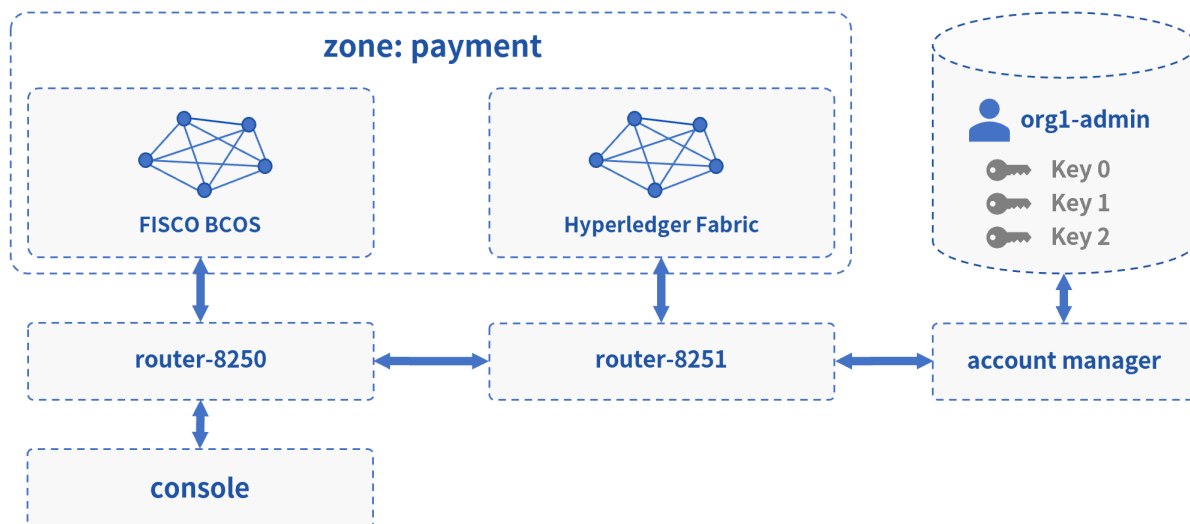 zone: payment
FISCO BCOS
Hyperledger Fabric
org1-admin
Key 0
Key 1
Key 2
router-8250
router-8251
account manager
console